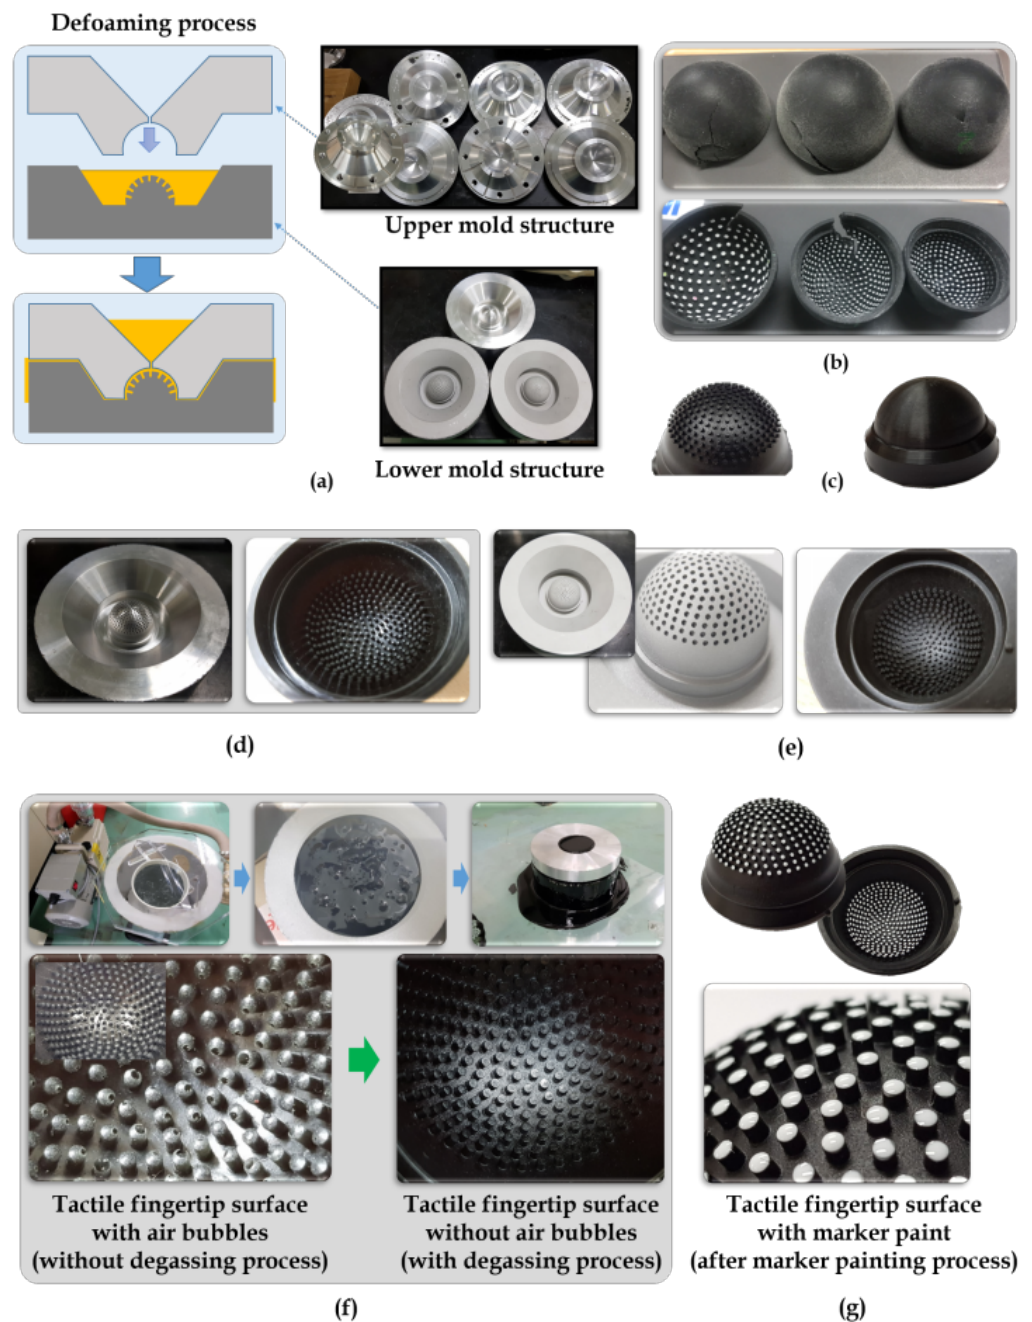 Defoaming process
Upper mold structure
Lower mold structure
(a)
(b)
(c)
(d)
(e)
Tactile fingertip surface
with air bubbles
(without degassing process)
Tactile fingertip surface
without air bubbles
(with degassing process)
(f)
Tactile fingertip surface
with marker paint
(after marker painting process)
(g)